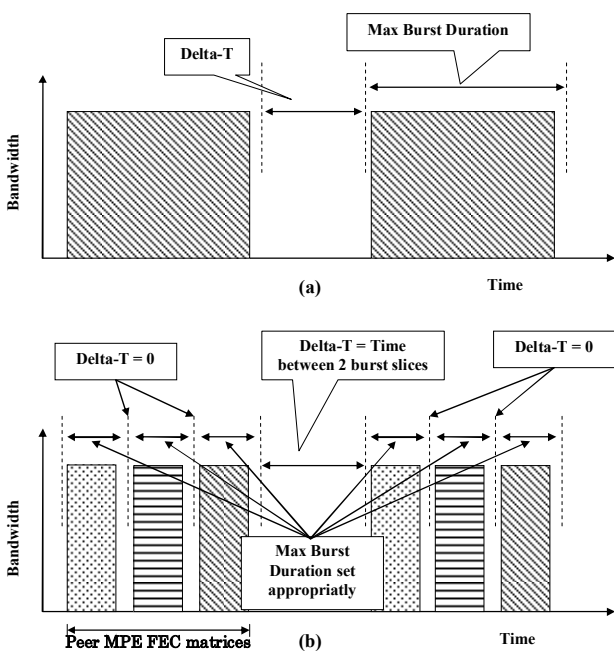 Max Burst Duration
Delta-T
Bandwidth
Time
(a)
Delta-T = 0
Delta-T = Time
between 2 burst slices
Delta-T = 0
Bandwidth
Max Burst
Duration set
appropriatly
Peer MPE FEC matrices
(b)
Time